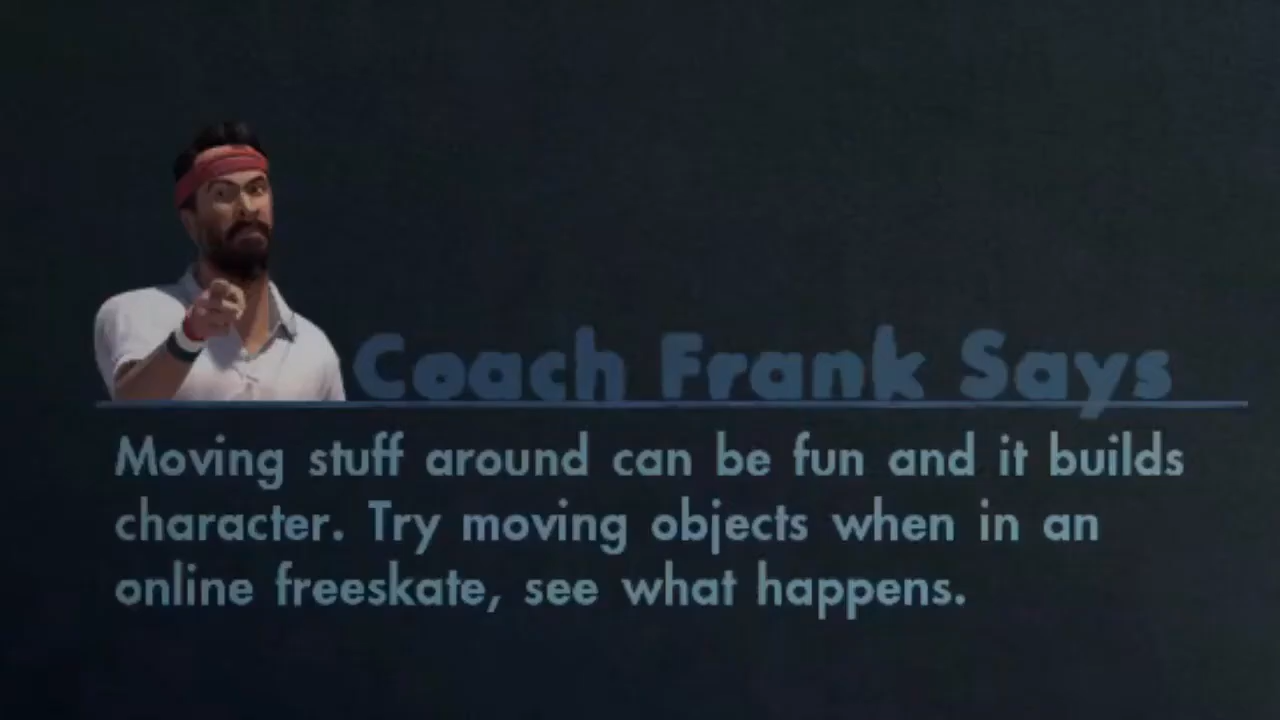 Coach Frank Says
Moving stuff around can be fun and it builds
character. Try moving objects when in an
online freeskate, see what happens.